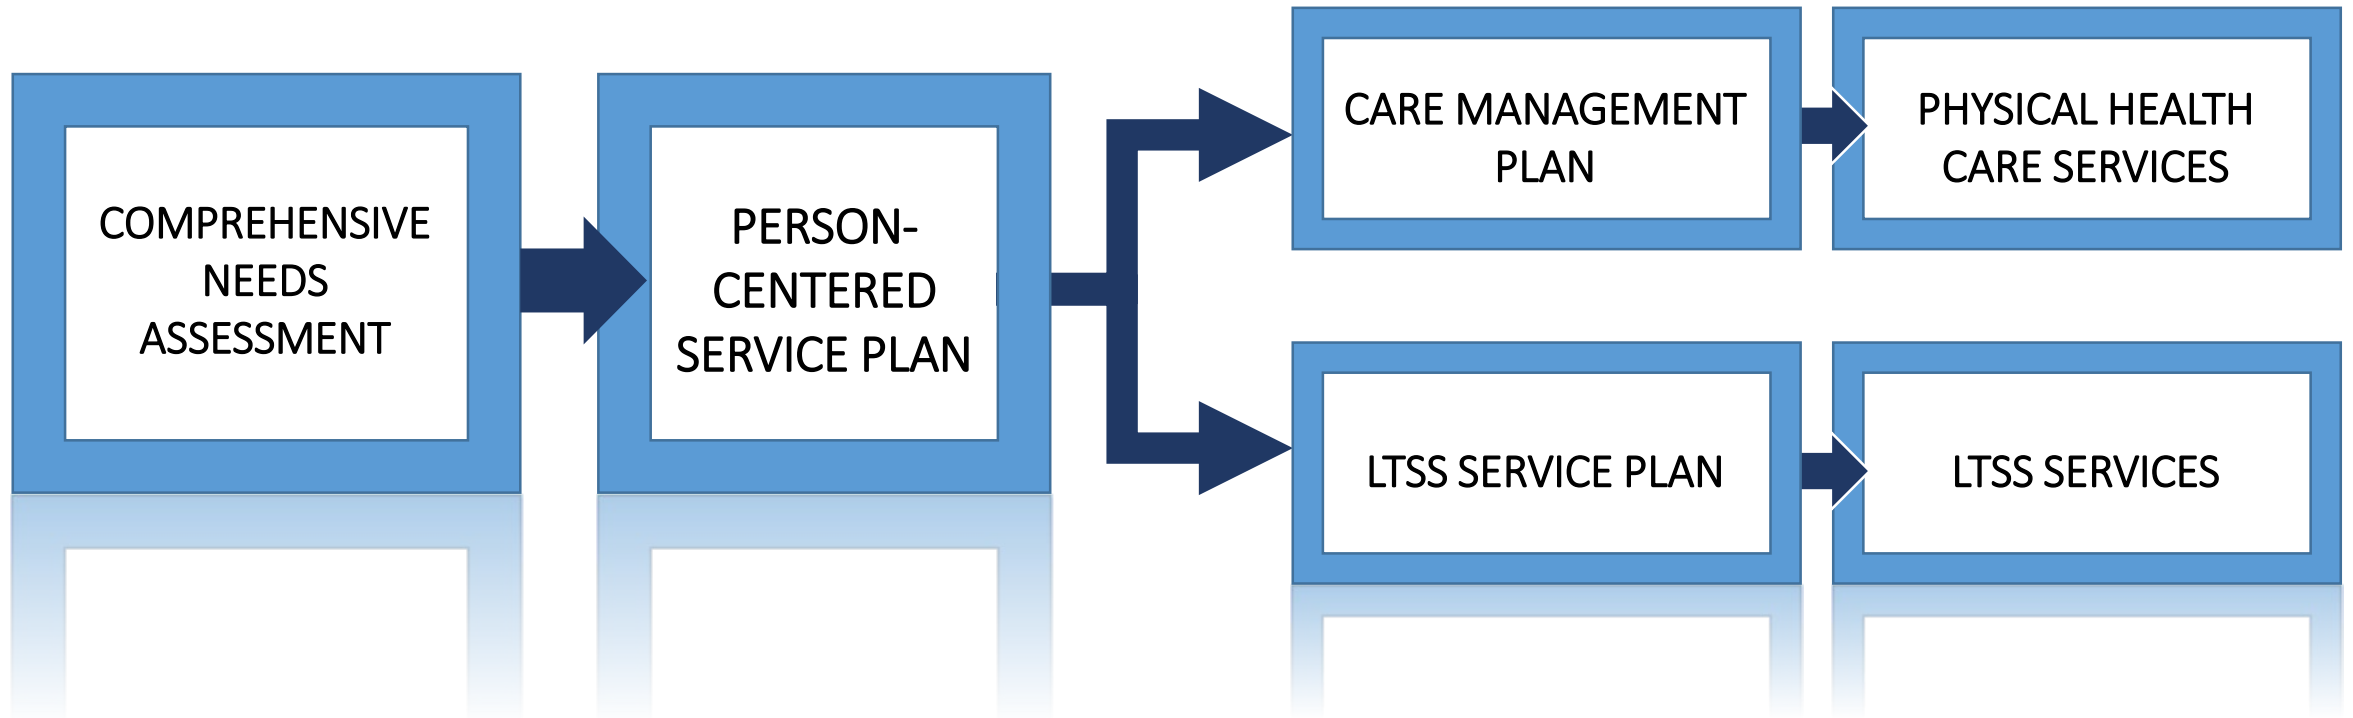 COMPREHENSIVE
NEEDS
ASSESSMENT
PERSON-
CENTERED
SERVICE PLAN
CARE MANAGEMENT
PLAN
PHYSICAL HEALTH
CARE SERVICES
LTSS SERVICE PLAN
LTSS SERVICES